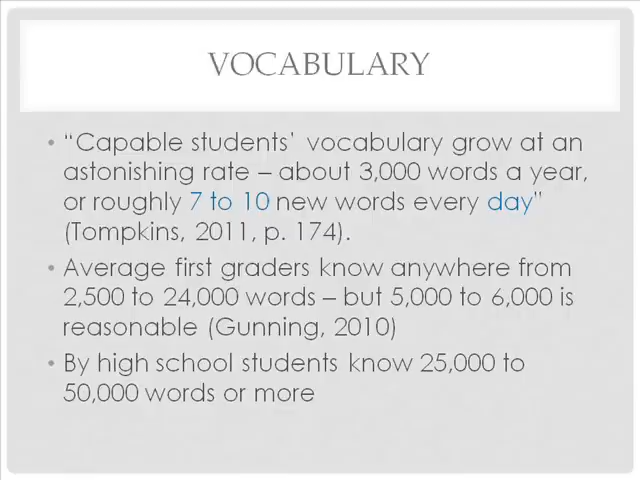 VOCABULARY
• “Capable students’ vocabulary grow at an
astonishing rate – about 3,000 words a year,
or roughly 7 to 10 new words every day”
(Tompkins, 2011, p. 174).
• Average first graders know anywhere from
2,500 to 24,000 words – but 5,000 to 6,000 is
reasonable (Gunning, 2010)
• By high school students know 25,000 to
50,000 words or more